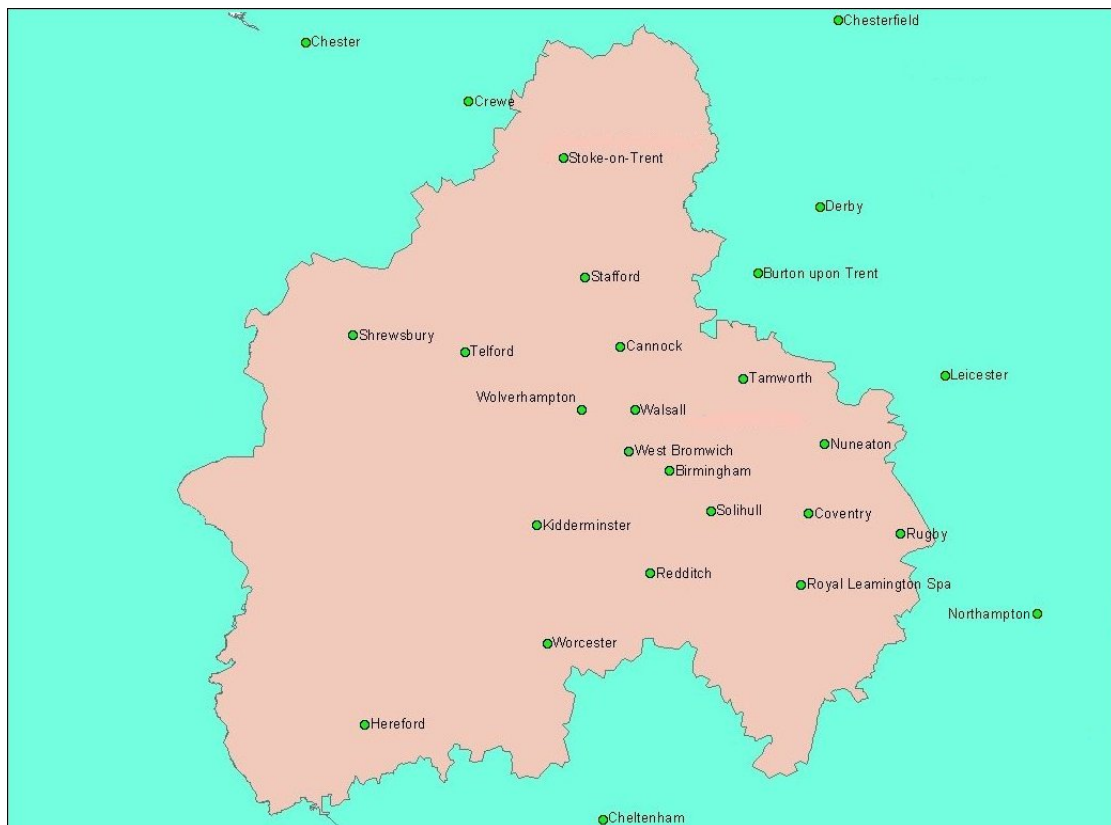 Chesterfield
Chester
Crewe
Stoke-on-Trent
Derby
Burton upon Trent
Stafford
Shrewsbury
Cannock
Telford
Leicester
Tamworth
Wolverhampton
Walsall
Nuneaton
West Bromwich
Birmingham
Solihull
Coventry
Kidderminster
Rugby
Redditch
Royal Leamington Spa
Northampton
Worcester
Hereford
Cheltenham